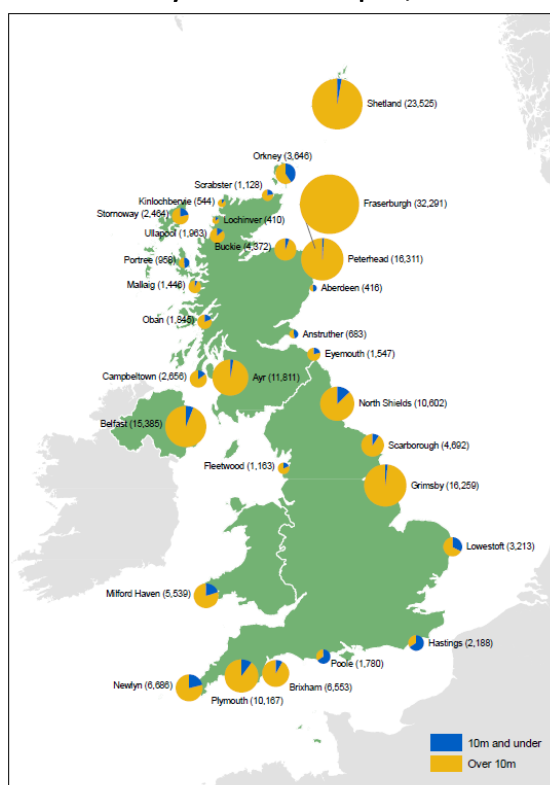 Shetland (23,525)
Orkney (3,646)
Scrabster (1,128)
Kinlochbervie (544)
Fraserburgh (32,291)
Stornoway (2,464)
Lochinver (410)
Ullapool (1,963)
Buckie (4,372)
Peterhead (16,311)
Portree (958)
Mallaig (1,446)
Aberdeen (416)
Oban (1,845)
Anstruther (683)
Eyemouth (1,547)
Campbeltown (2,656)
Ayr (11,811)
North Shields (10,602)
Belfast (15,385)
Scarborough (4,692)
Fleetwood (1,163)
Grimsby (16,259)
Lowestoft (3,213)
Milford Haven (5,539)
Hastings (2,188)
Poole (1,780)
Newlyn (6,686)
Brixham (6,553)
Plymouth (10,167)
10m and under
Over 10m